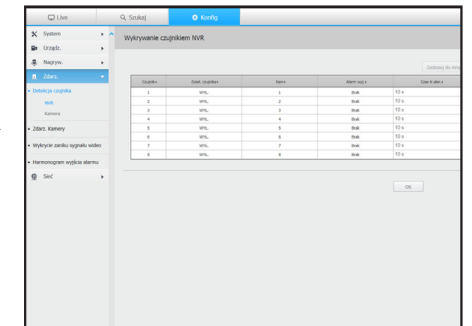 Live
Szukaj
Konfig
System
Urządz.
Nagryw.
Zdarz.
Detekcja czujnika
NVR
Kamera
Zdarz. Kamery
Wykrycie zaniku sygnału wideo
Harmonogram wyjścia alarmu
Sieć
Wykrywanie czujnikiem NVR
Zastosuj do
Czujnik Kam. Alarm wyj.
1 WYŁ. 1 Brak 10 s
2 WYŁ. 2 Brak 10 s
3 WYŁ. 3 Brak 10 s
4 WYŁ. 4 Brak 10 s
5 WYŁ. 5 Brak 10 s
6 WYŁ. 6 Brak 10 s
7 WYŁ. 7 Brak 10 s
8 WYŁ. 8 Brak 10 s
OK